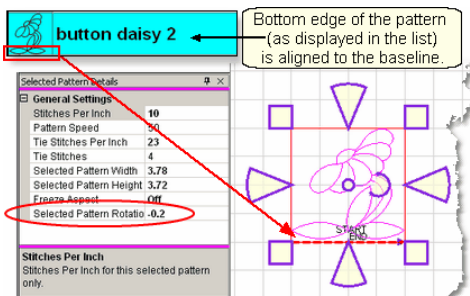 button daisy 2
Bottom edge of the pattern
(as displayed in the list)
is aligned to the baseline.
Selected Pattern Details
General Settings
Stitches Per Inch 10
Pattern Speed 50
Tie Stitches Per Inch 23
Tie Stitches 4
Selected Pattern Width 3.78
Selected Pattern Height 3.72
Freeze Aspect Off
Selected Pattern Rotatio -0.2
START
END
Stitches Per Inch
Stitches Per Inch for this selected pattern
only.